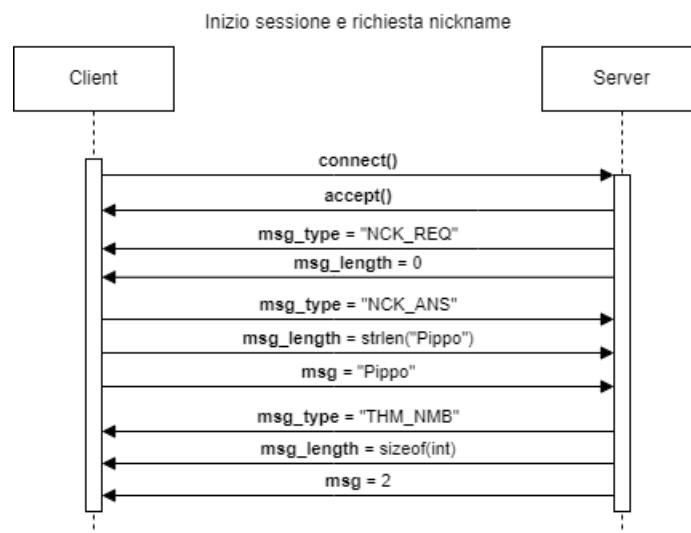 Inizio sessione e richiesta nickname
Client
Server
connect()
accept()
msg_type = "NCK_REQ"
msg_length = 0
msg_type = "NCK_ANS"
msg_length = strlen("Pippo")
msg = "Pippo"
msg_type = "THM_NMB"
msg_length = sizeof(int)
msg = 2